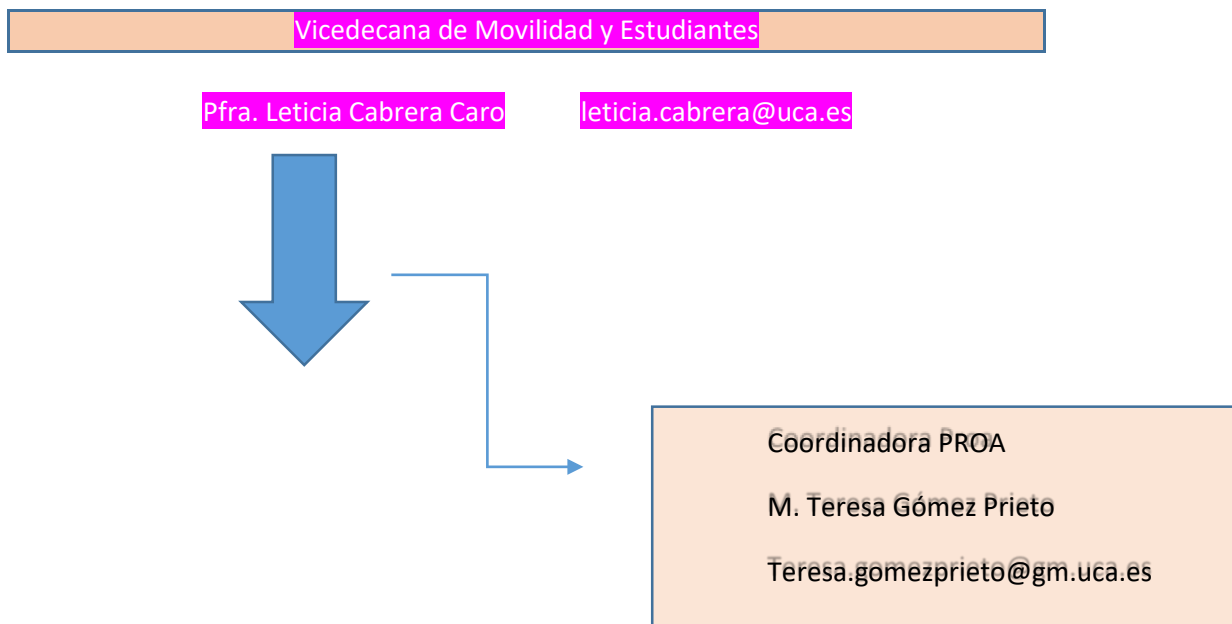 Vicedecana de Movilidad y Estudiantes
Pfra. Leticia Cabrera Caro leticia.cabrera@uca.es
Coordinadora PROA
M. Teresa Gómez Prieto
Teresa.gomezprieto@gm.uca.es